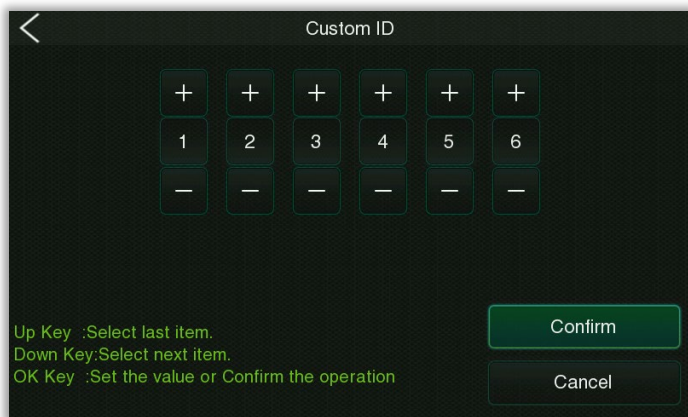 Custom ID
+ + + + + +
1 2 3 4 5 6
− − − − − −
Up Key :Select last item.
Down Key:Select next item.
OK Key :Set the value or Confirm the operation
Confirm
Cancel